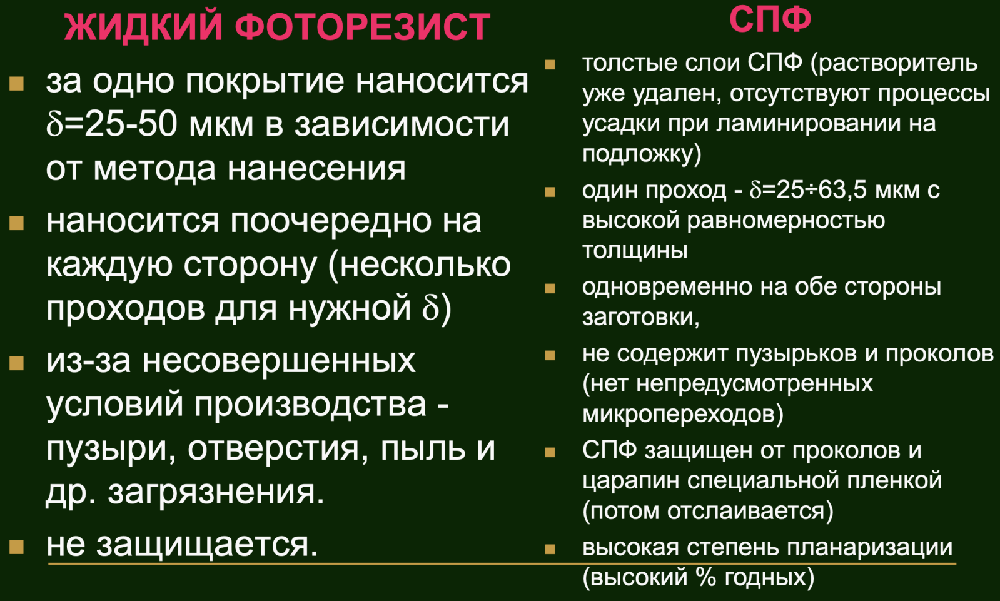 ЖИДКИЙ ФОТОРЕЗИСТ
за одно покрытие наносится
δ=25-50 мкм в зависимости
от метода нанесения
наносится поочередно на
каждую сторону (несколько
проходов для нужной δ)
из-за несовершенных
условий производства -
пузыри, отверстия, пыль и
др. загрязнения.
не защищается.
СПФ
толстые слои СПФ (растворитель
уже удален, отсутствуют процессы
усадки при ламинировании на
подложку)
один проход - δ=25÷63,5 мкм с
высокой равномерностью
толщины
одновременно на обе стороны
заготовки,
не содержит пузырьков и проколов
(нет непредусмотренных
микропереходов)
СПФ защищен от проколов и
царапин специальной пленкой
(потом отслаивается)
высокая степень планаризации
(высокий % годных)